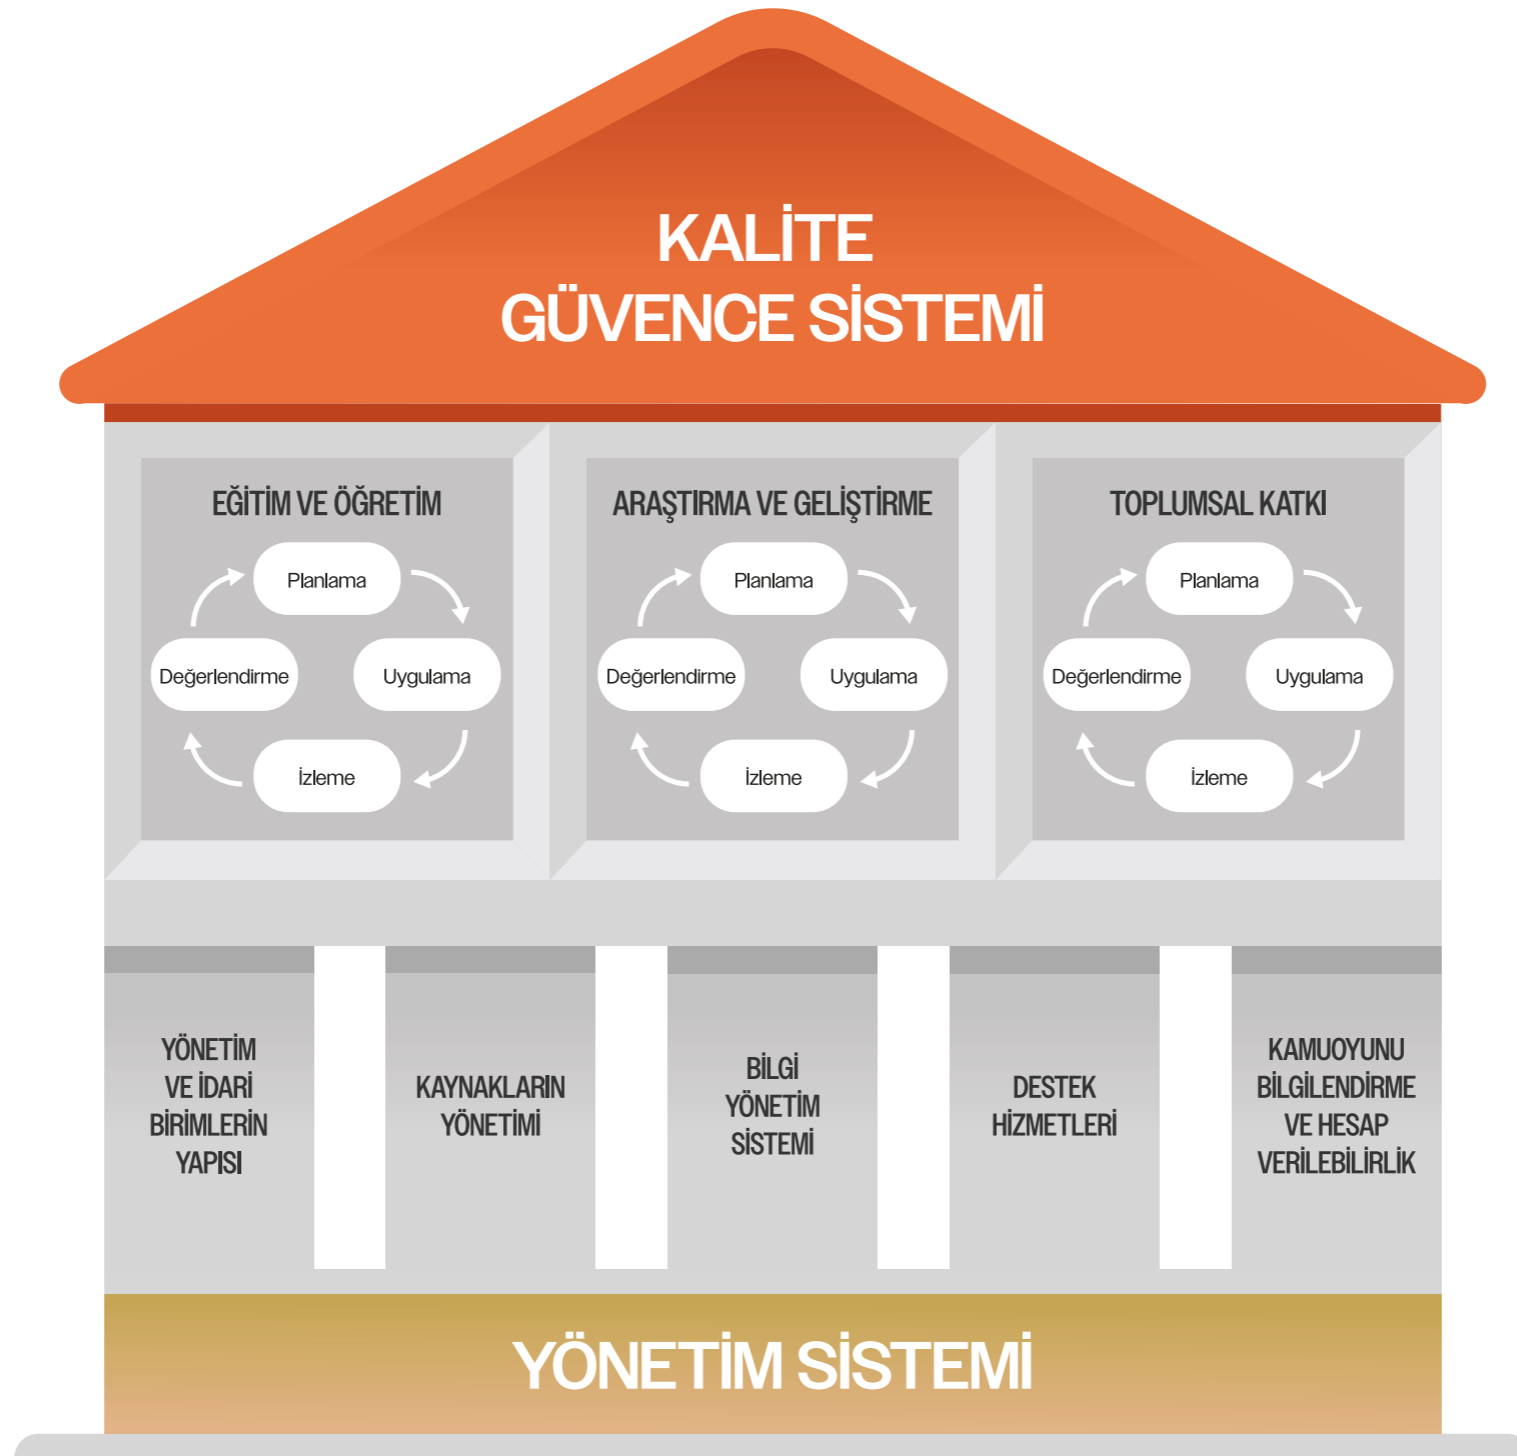 KALİTE
GÜVENCE SİSTEMİ
EĞİTİM VE ÖĞRETİM
Planlama
Değerlendirme
Uygulama
İzleme
ARAŞTIRMA VE GELİŞTİRME
Planlama
Değerlendirme
Uygulama
İzleme
TOPLUMSAL KATKI
Planlama
Değerlendirme
Uygulama
İzleme
YÖNETİM
VE İDARİ
BİRİMLERİN
YAPISI
KAYNAKLARIN
YÖNETİMİ
BİLGİ
YÖNETİM
SİSTEMİ
DESTEK
HİZMETLERİ
KAMUOYUNU
BİLGİLENDİRME
VE HESAP
VERİLEBİLİRLİK
YÖNETİM SİSTEMİ